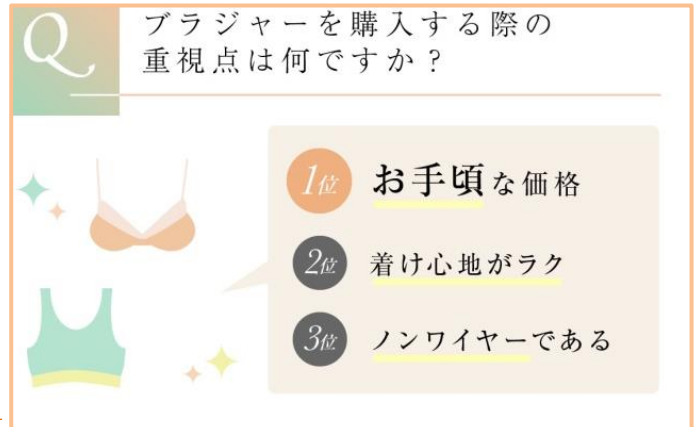 Q
ブラジャーを購入する際の
重視点は何ですか？
1位 お手頃な価格
2位 着け心地がラク
3位 ノンワイヤーである